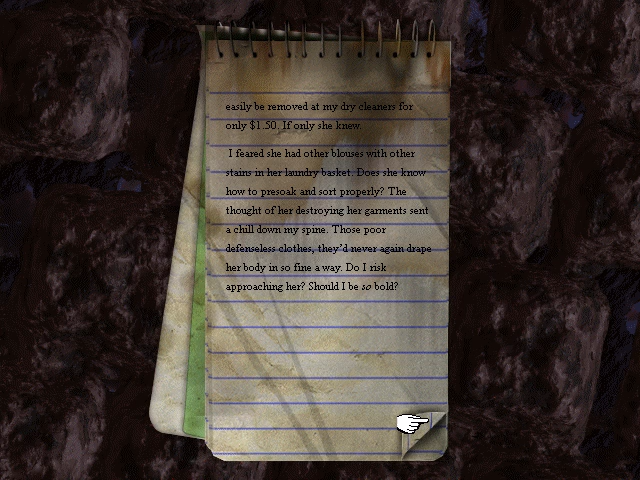 easily be removed at my dry cleaners for
only $1.50. If only she knew.
I feared she had other blouses with other
stains in her laundry basket. Does she know
how to presoak and sort properly? The
thought of her destroying her garments sent
a chill down my spine. Those poor
defenseless clothes, they'd never again drape
her body in so fine a way. Do I risk
approaching her? Should I be so bold?